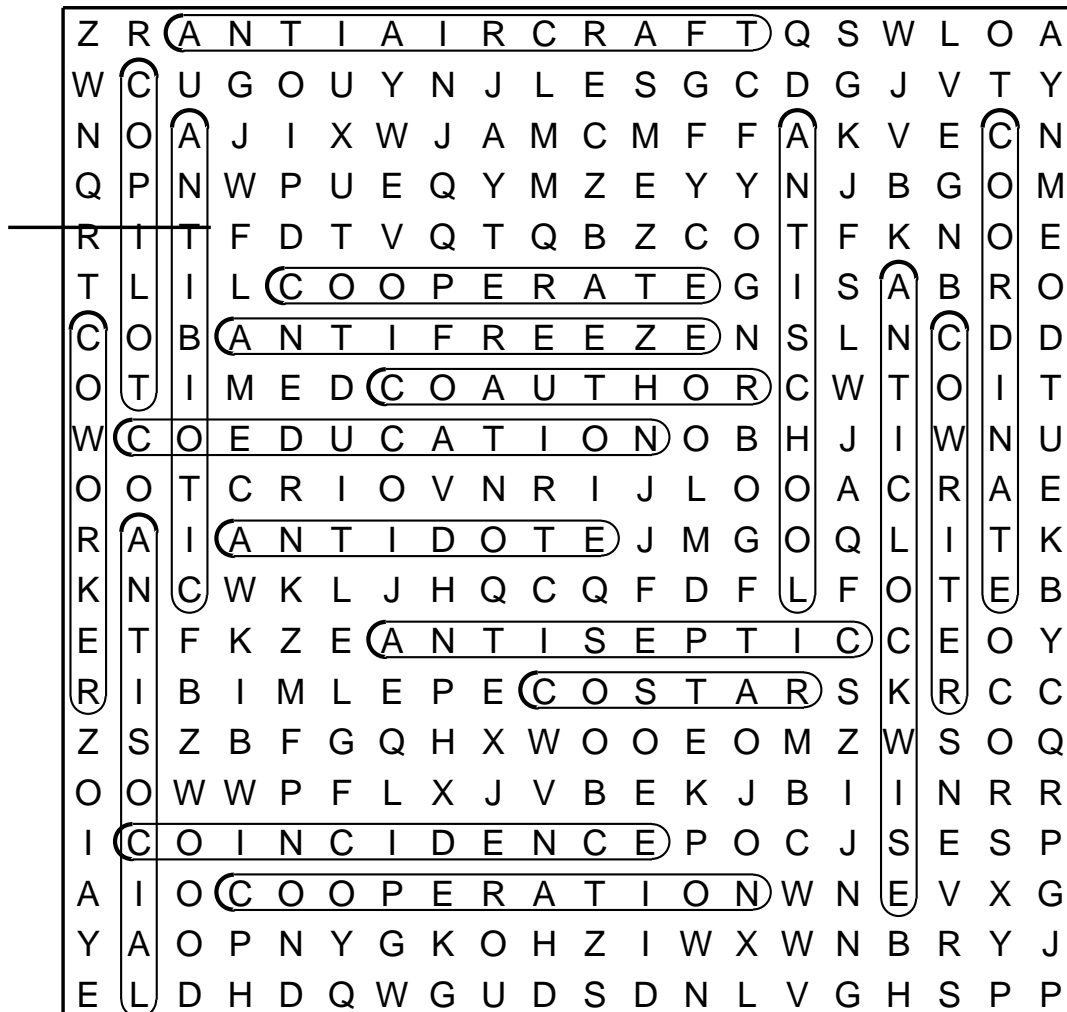 Z R A N T I A I R C R A F T Q S W L O A
W C U G O U Y N J L E S G C D G J V T Y
N O A J I X W J A M C M F F A K V E C N
Q P N W P U E Q Y M Z E Y Y N J B G O M
R I T F D T V Q T Q B Z C O T F K N O E
T L I L C O O P E R A T E G I S A B R O
C O B A N T I F R E E Z E N S L N C D D
O T I M E D C O A U T H O R C W T O I T
W C O E D U C A T I O N O B H J I W N U
O O T C R I O V N R I J L O O A C R A E
R A I A N T I D O T E J M G O Q L I T K
K N C W K L J H Q C Q F D F L F O T E B
E T F K Z E A N T I S E P T I C C E O Y
R I B I M L E P E C O S T A R S K R C C
Z S Z B F G Q H X W O O E O M Z W S O Q
O O W W P F L X J V B E K J B I I N R R
I C O I N C I D E N C E P O C J S E S P
A I O C O O P E R A T I O N W N E V X G
Y A O P N Y G K O H Z I W X W N B R Y J
E L D H D Q W G U D S D N L V G H S P P